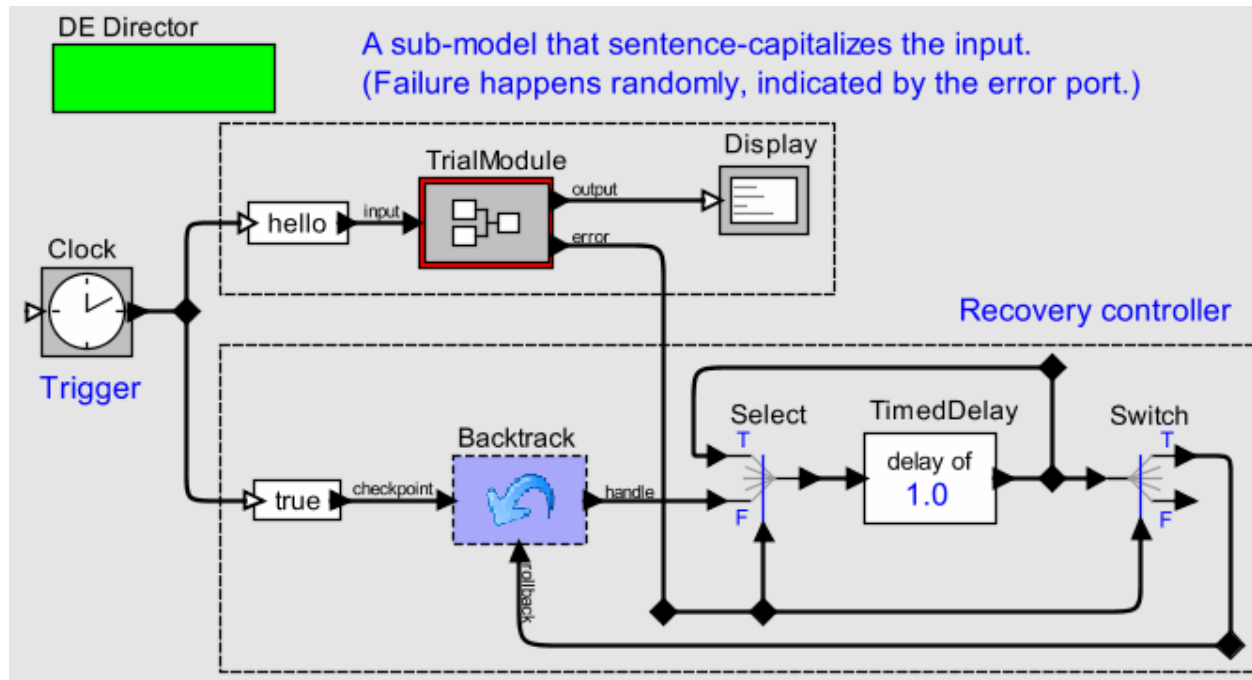 DE Director
A sub-model that sentence-capitalizes the input.
(Failure happens randomly, indicated by the error port.)
Display
TrialModule
output
hello
input
error
Clock
Recovery controller
Trigger
Select
TimedDelay
Switch
Backtrack
T
T
delay of
1.0
true
checkpoint
handle
F
F
rollback